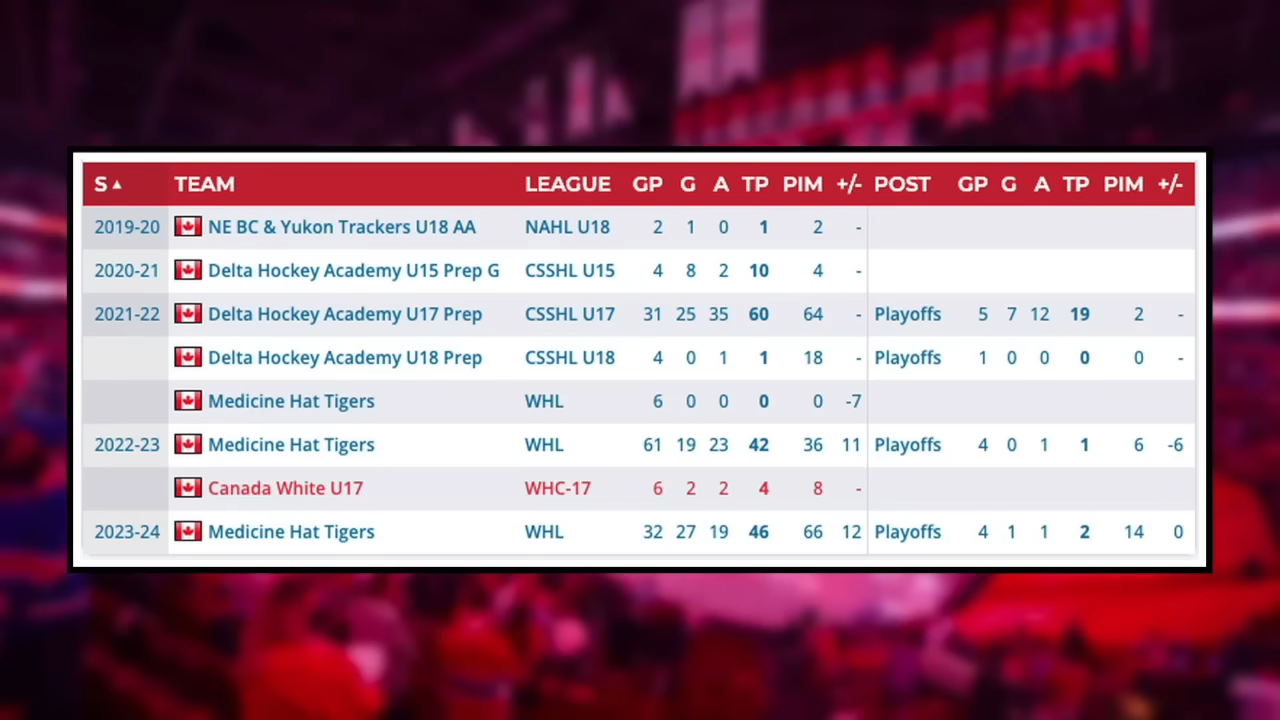 S▲ TEAM LEAGUE GP G A TP PIM +/- POST GP G A TP PIM +/-
2019-20 NE BC & Yukon Trackers U18 AA NAHL U18 2 1 0 1 2 -
2020-21 Delta Hockey Academy U15 Prep G CSSHL U15 4 8 2 10 4 -
2021-22 Delta Hockey Academy U17 Prep CSSHL U17 31 25 35 60 64 - Playoffs 5 7 12 19 2 -
Delta Hockey Academy U18 Prep CSSHL U18 4 0 1 1 18 - Playoffs 1 0 0 0 0 -
Medicine Hat Tigers WHL 6 0 0 0 0 -7
2022-23 Medicine Hat Tigers WHL 61 19 23 42 36 11 Playoffs 4 0 1 1 6 -6
Canada White U17 WHC-17 6 2 2 4 8 -
2023-24 Medicine Hat Tigers WHL 32 27 19 46 66 12 Playoffs 4 1 1 2 14 0